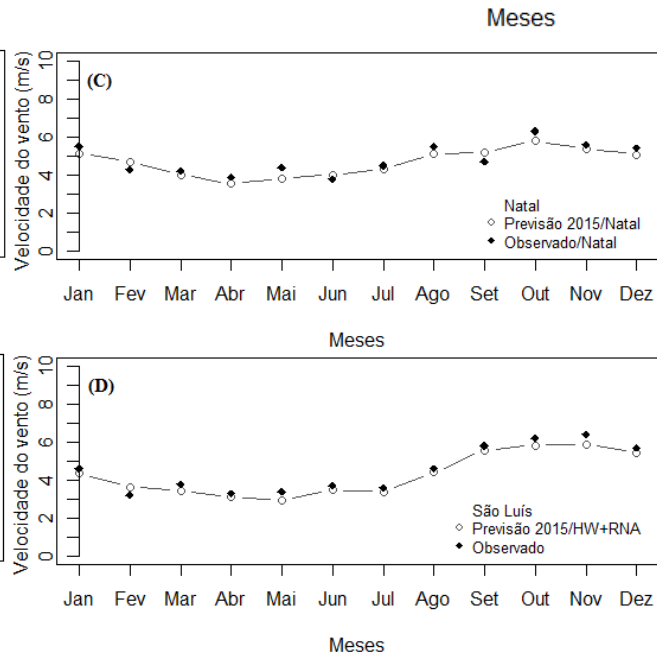 Meses
Velocidade do vento (m/s)
0 2 4 6 8 10
(C)
Natal
Previsão 2015/Natal
Observado/Natal
Jan Fev Mar Abr Mai Jun Jul Ago Set Out Nov Dez
Meses
Velocidade do vento (m/s)
0 2 4 6 8 10
(D)
São Luís
Previsão 2015/HW+RNA
Observado
Jan Fev Mar Abr Mai Jun Jul Ago Set Out Nov Dez
Meses